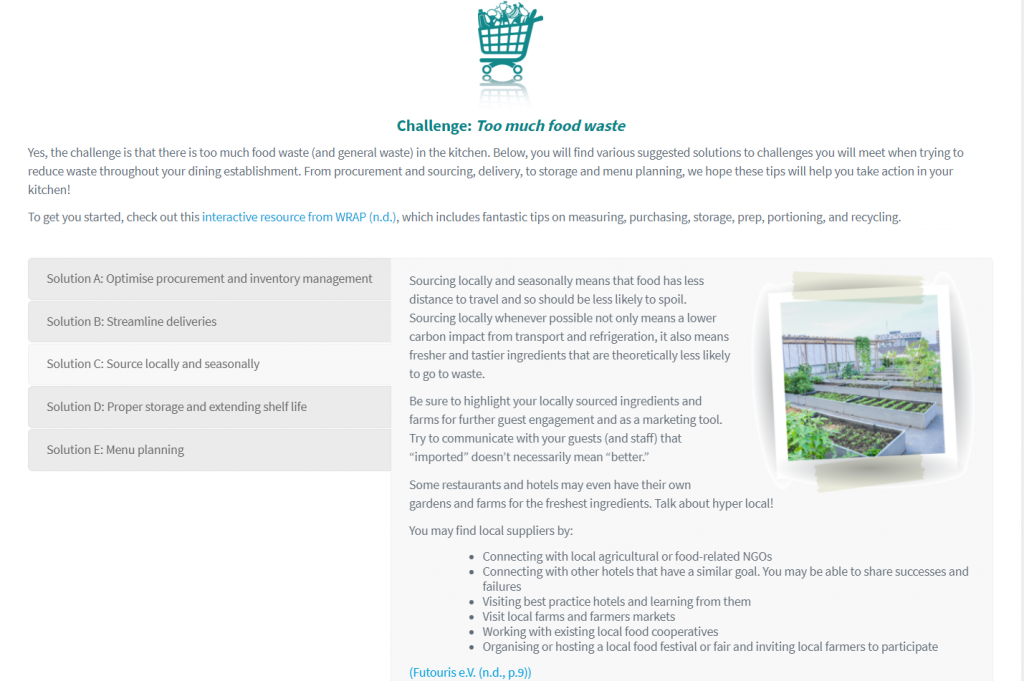 Challenge: Too much food waste
Yes, the challenge is that there is too much food waste (and general waste) in the kitchen. Below, you will find various suggested solutions to challenges you will meet when trying to
reduce waste throughout your dining establishment. From procurement and sourcing, delivery, to storage and menu planning, we hope these tips will help you take action in your
kitchen!
To get you started, check out this interactive resource from WRAP (n.d.), which includes fantastic tips on measuring, purchasing, storage, prep, portioning, and recycling.
Solution A: Optimise procurement and inventory management
Solution B: Streamline deliveries
Solution C: Source locally and seasonally
Solution D: Proper storage and extending shelf life
Solution E: Menu planning
Sourcing locally and seasonally means that food has less
distance to travel and so should be less likely to spoil.
Sourcing locally whenever possible not only means a lower
carbon impact from transport and refrigeration, it also means
fresher and tastier ingredients that are theoretically less likely
to go to waste.
Be sure to highlight your locally sourced ingredients and
farms for further guest engagement and as a marketing tool.
Try to communicate with your guests (and staff) that
“imported” doesn’t necessarily mean “better.”
Some restaurants and hotels may even have their own
gardens and farms for the freshest ingredients. Talk about hyper local!
You may find local suppliers by:
• Connecting with local agricultural or food-related NGOs
• Connecting with other hotels that have a similar goal. You may be able to share successes and
failures
• Visiting best practice hotels and learning from them
• Visit local farms and farmers markets
• Working with existing local food cooperatives
• Organising or hosting a local food festival or fair and inviting local farmers to participate
(Futouris e.V. (n.d., p.9))